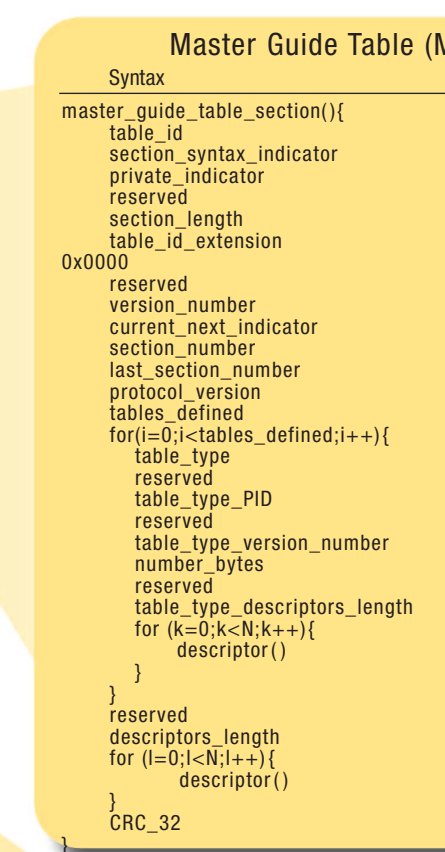 Master Guide Table (M
Syntax
master_guide_table_section(){
table_id
section_syntax_indicator
private_indicator
reserved
section_length
table_id_extension
0x0000
reserved
version_number
current_next_indicator
section_number
last_section_number
protocol_version
tables_defined
for(i=0;i<tables_defined;i++){
table_type
reserved
table_type_PID
reserved
table_type_version_number
number_bytes
reserved
table_type_descriptors_length
for (k=0;k<N;k++){
descriptor()
}
}
reserved
descriptors_length
for (l=0;l<N;l++){
descriptor()
}
CRC_32
}